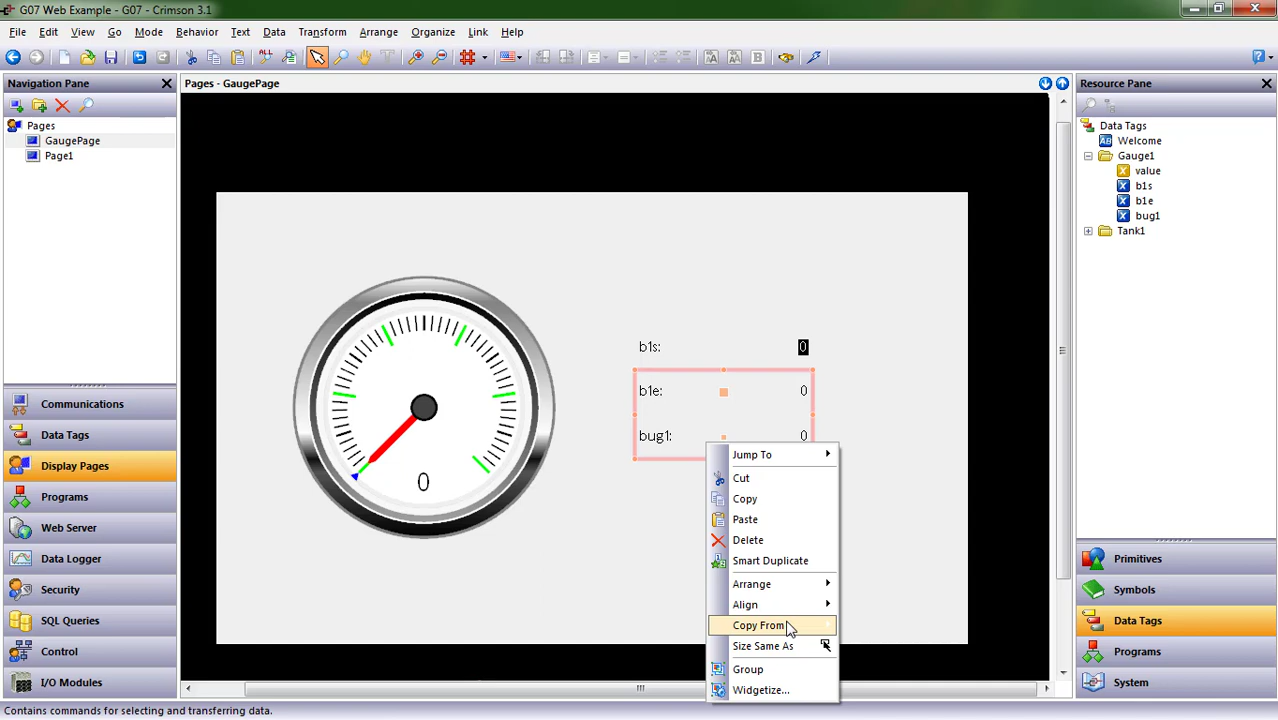 G07 Web Example - G07 - Crimson 3.1
File Edit View Go Mode Behavior Text Data Transform Arrange Organize Link Help
Navigation Pane
Pages
GaugePage
Page1
Communications
Data Tags
Display Pages
Programs
Web Server
Data Logger
Security
SQL Queries
Control
I/O Modules
Pages - GaugePage
0
b1s: 0
b1e: 0
bug1: 0
Jump To
Cut
Copy
Paste
Delete
Smart Duplicate
Arrange
Align
Copy From
Size Same As
Group
Widgetize...
Resource Pane
Data Tags
Welcome
Gauge1
value
b1s
b1e
bug1
Tank1
Primitives
Symbols
Data Tags
Programs
System
Contains commands for selecting and transferring data.